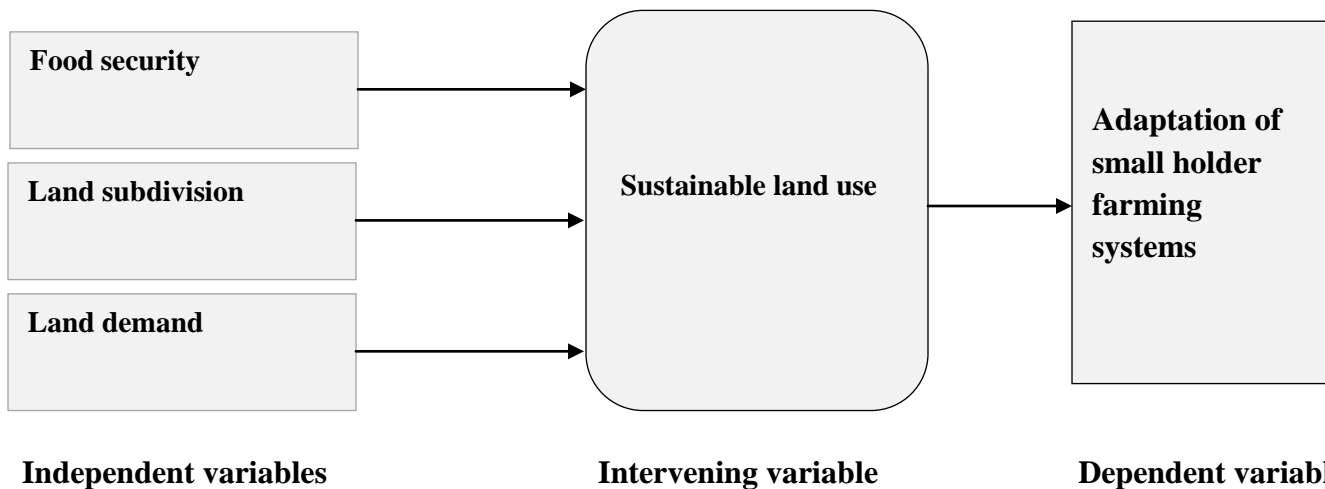 Food security
Land subdivision
Land demand
Sustainable land use
Adaptation of
small holder
farming
systems
Independent variables
Intervening variable
Dependent